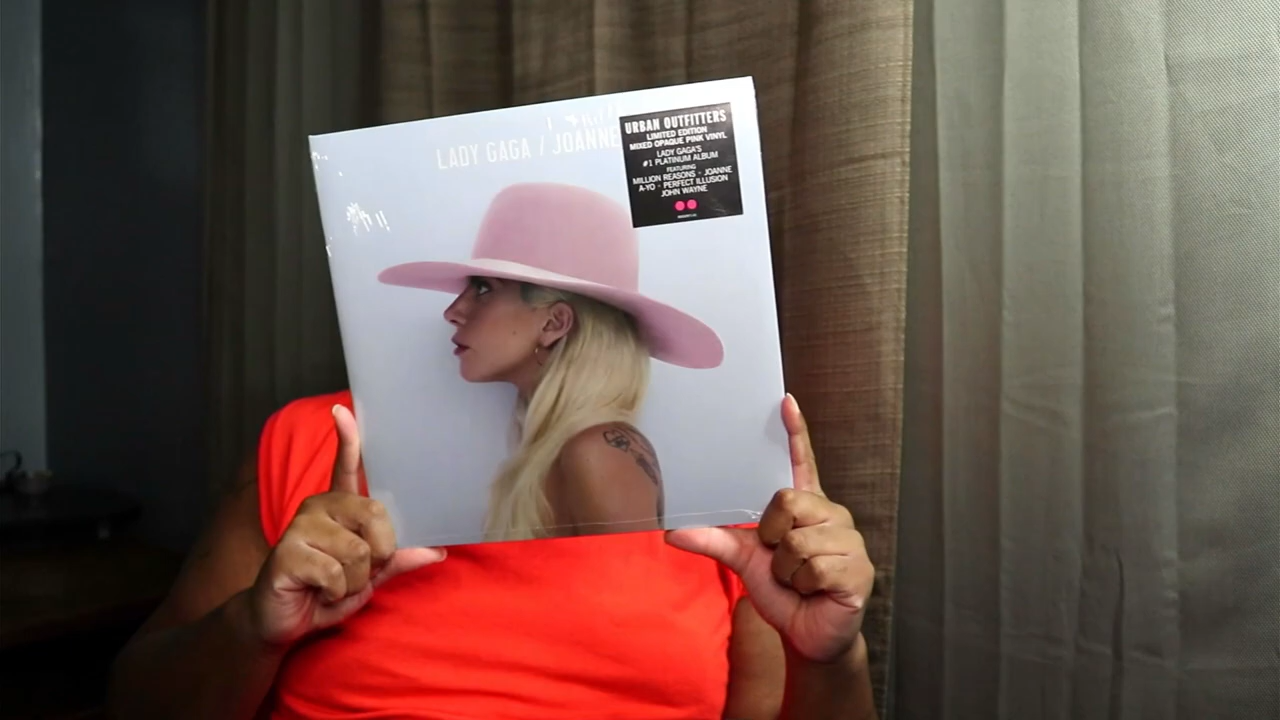 LADY GAGA / JOANNE
URBAN OUTFITTERS
LIMITED EDITION
MIXED OPAQUE PINK VINYL
LADY GAGA'S
#1 PLATINUM ALBUM
FEATURING
MILLION REASONS • JOANNE
A-YO • PERFECT ILLUSION
JOHN WAYNE